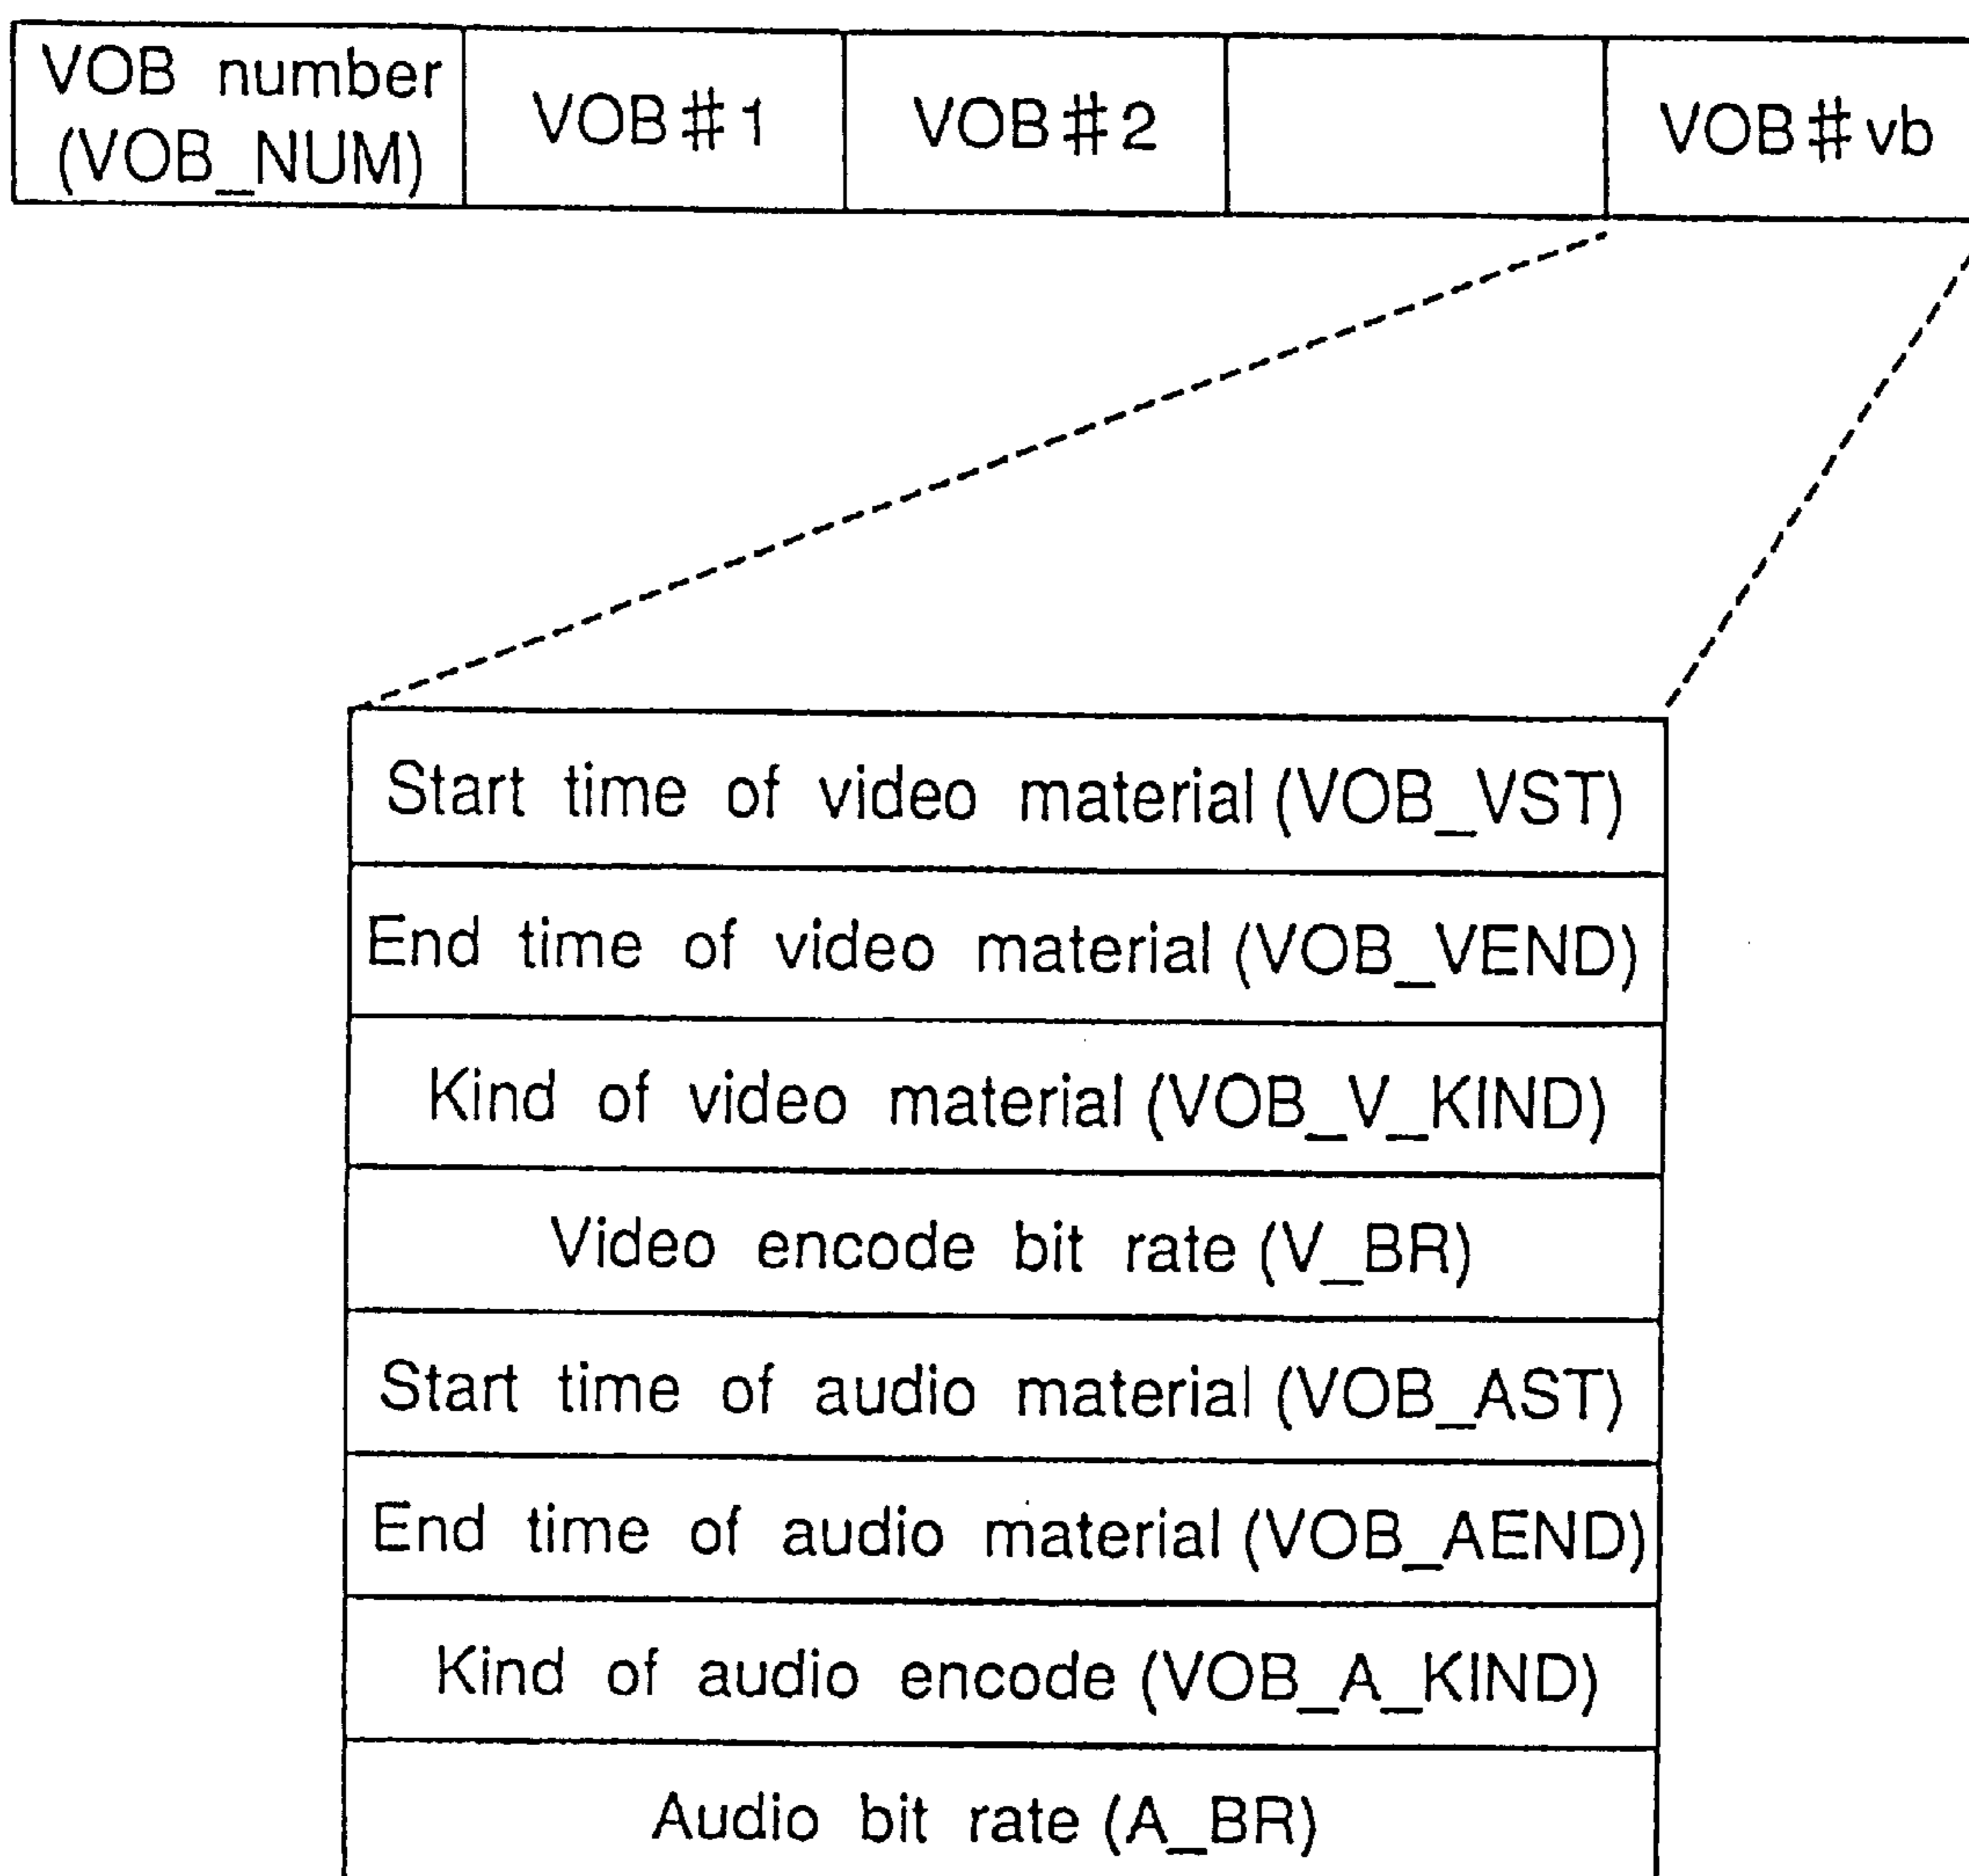 VOB number
(VOB_NUM)
VOB#1
VOB#2
VOB#vb
Start time of video material (VOB_VST)
End time of video material (VOB_VEND)
Kind of video material (VOB_V_KIND)
Video encode bit rate (V_BR)
Start time of audio material (VOB_AST)
End time of audio material (VOB_AEND)
Kind of audio encode (VOB_A_KIND)
Audio bit rate (A_BR)